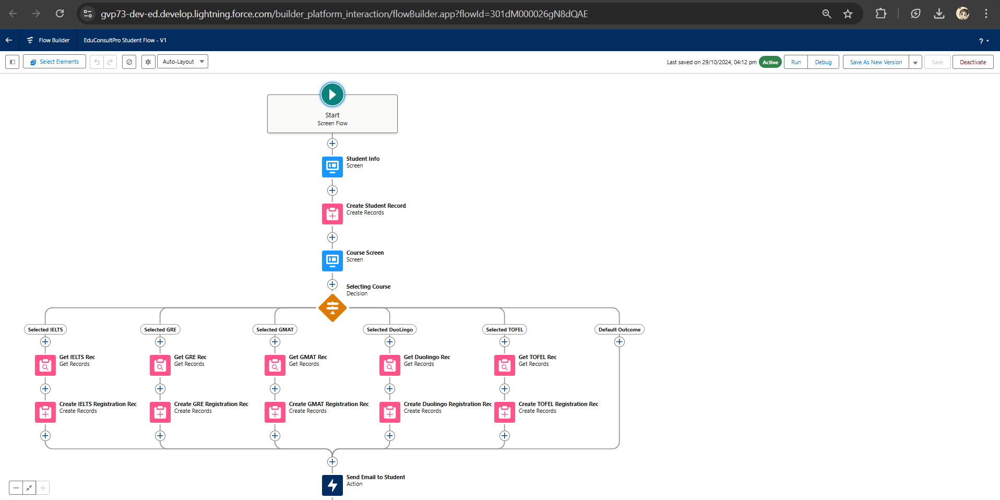 gvp73-dev-ed.develop.lightning.force.com/builder_platform_interaction/flowBuilder.app?flowId=301dM000026gN8dQAE
Flow Builder
EduConsultPro Student Flow - V1
?
Select Elements
Auto-Layout
Last saved on 29/10/2024, 04:12 pm
Active
Run
Debug
Save As New Version
Save
Deactivate
Start
Screen Flow
Student Info
Screen
Create Student Record
Create Records
Course Screen
Screen
Selecting Course
Decision
Selected IELTS
Selected GRE
Selected GMAT
Selected DuoLingo
Selected TOFEL
Default Outcome
Get IELTS Rec
Get Records
Get GRE Rec
Get Records
Get GMAT Rec
Get Records
Get Duolingo Rec
Get Records
Get TOFEL Rec
Get Records
Create IELTS Registration Rec
Create Records
Create GRE Registration Rec
Create Records
Create GMAT Registration Rec
Create Records
Create Duolingo Registration Rec
Create Records
Create TOFEL Registration Rec
Create Records
Send Email to Student
Action